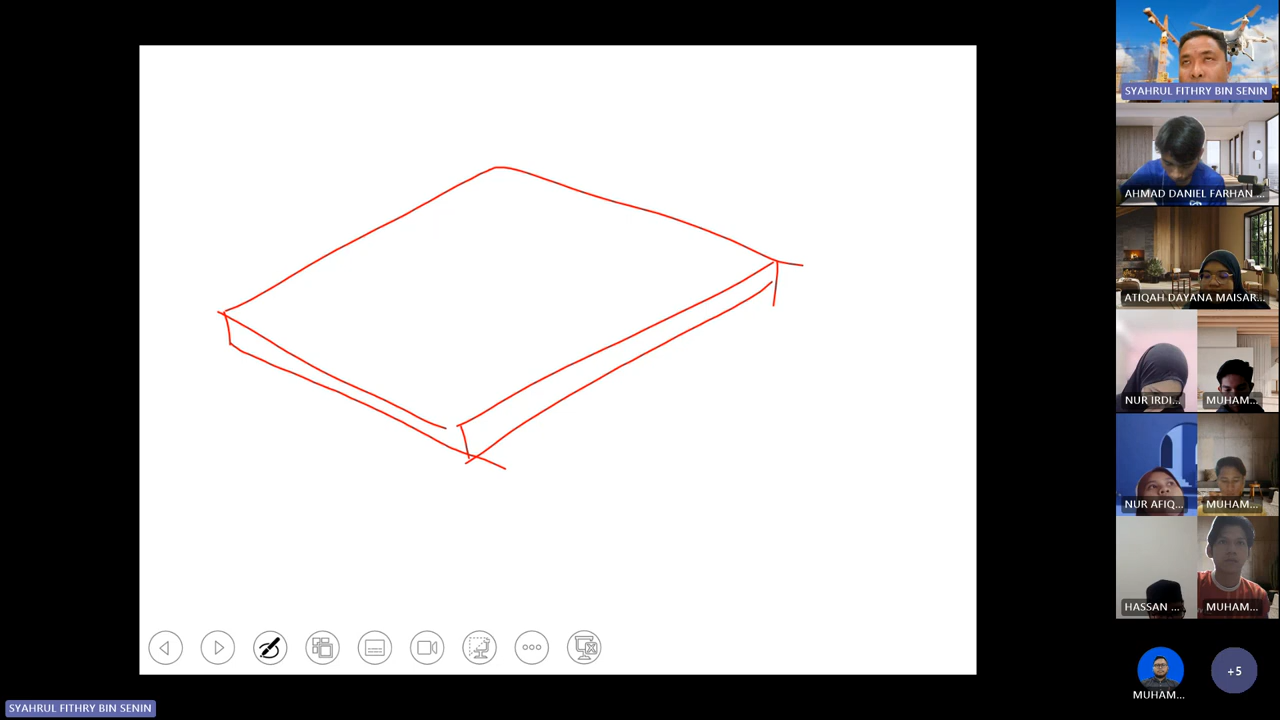 SYAHRUL FITHRY BIN SENIN
AHMAD DANIEL FARHAN ...
ATIQAH DAYANA MAISAR...
NUR IRDI...
MUHAM...
NUR AFIQ...
MUHAM...
HASSAN ...
MUHAM...
MUHAM...
+5
SYAHRUL FITHRY BIN SENIN